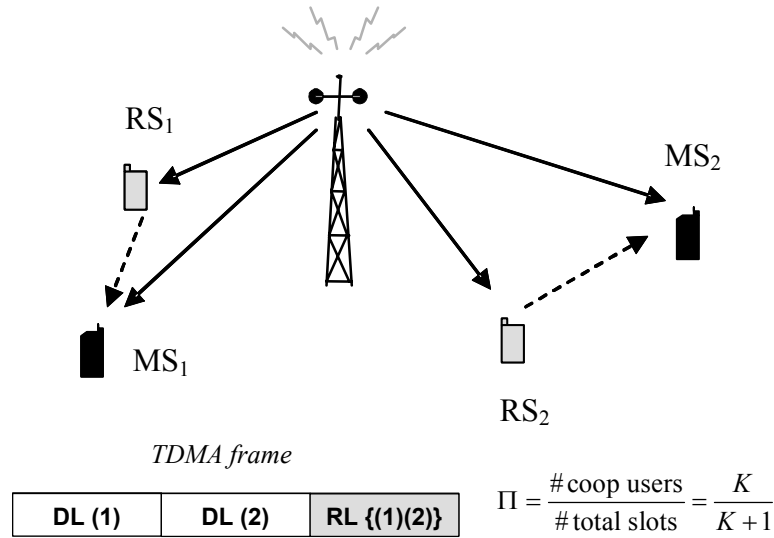 RS₁
MS₂
MS₁
RS₂
TDMA frame
DL (1) DL (2) RL {(1)(2)}
Π = # coop users / # total slots = K / K + 1